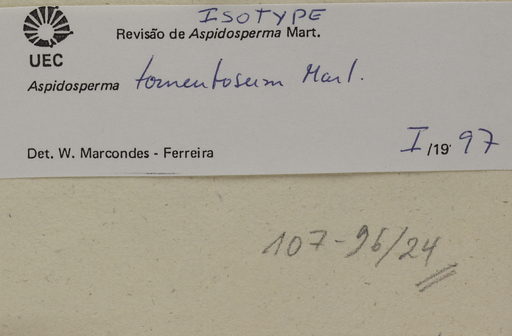 ISOTYPE
Revisão de Aspidosperma Mart.
UEC
Aspidosperma tomentosum Mart.
Det. W. Marcondes - Ferreira I/1997
107-96/24